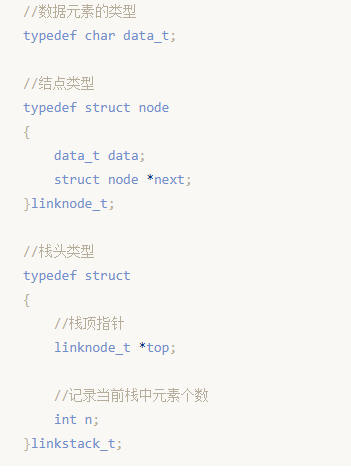 //数据元素的类型
typedef char data_t;
//结点类型
typedef struct node
{
    data_t data;
    struct node *next;
}linknode_t;
//栈头类型
typedef struct
{
    //栈顶指针
    linknode_t *top;
    //记录当前栈中元素个数
    int n;
}linkstack_t;